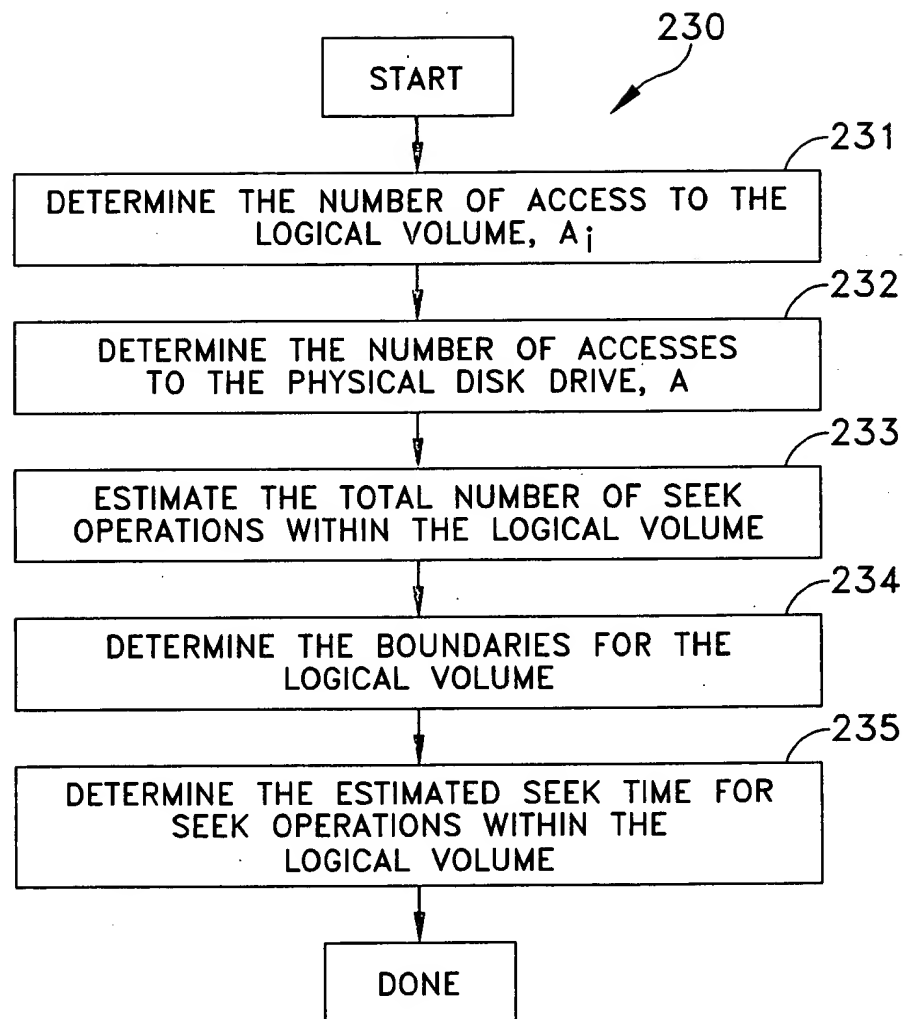 230
START
231
DETERMINE THE NUMBER OF ACCESS TO THE
LOGICAL VOLUME, Ai
232
DETERMINE THE NUMBER OF ACCESSES
TO THE PHYSICAL DISK DRIVE, A
233
ESTIMATE THE TOTAL NUMBER OF SEEK
OPERATIONS WITHIN THE LOGICAL VOLUME
234
DETERMINE THE BOUNDARIES FOR THE
LOGICAL VOLUME
235
DETERMINE THE ESTIMATED SEEK TIME FOR
SEEK OPERATIONS WITHIN THE
LOGICAL VOLUME
DONE